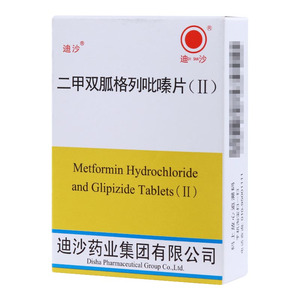 迪沙®
迪沙
二甲双胍格列吡嗪片(II)
Metformin Hydrochloride
and Glipizide Tablets(II)
迪沙药业集团有限公司
Disha Pharmaceutical Group Co.,Ltd.